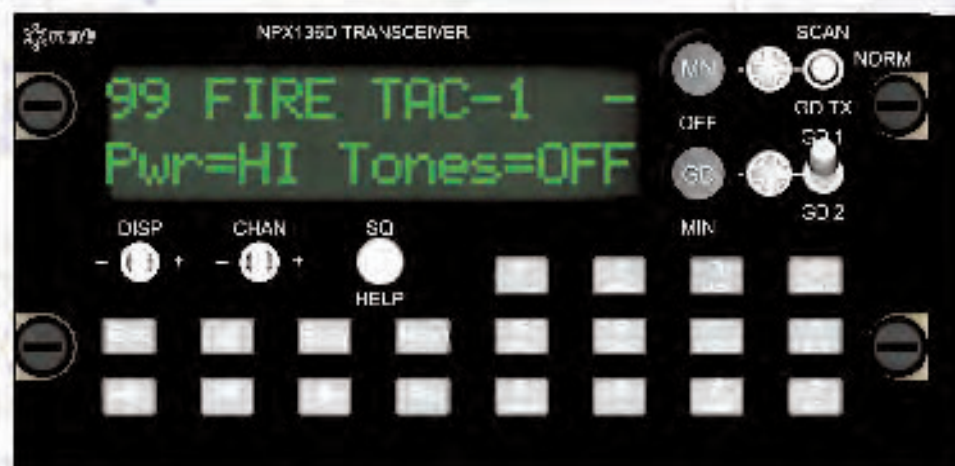 NPX136D TRANSCEIVER
SCAN
MN
NORM
99 FIRE TAC-1 -
OFF
GD TX
GD 1
Pwr=HI Tones=OFF
GD
GD 2
DISP
CHAN
SQ
MIN
- +
- +
HELP